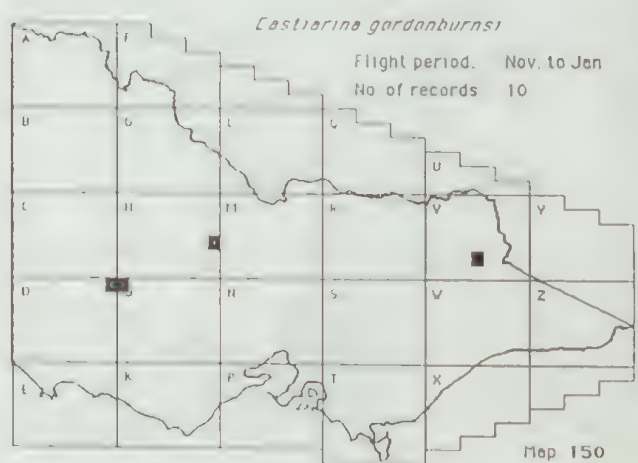 Castiarina gordonburnsi
Flight period. Nov. to Jan
No of records 10
A F
B G L Q
U
C H M R V Y
D J N S W Z
E K P T X
Map 150